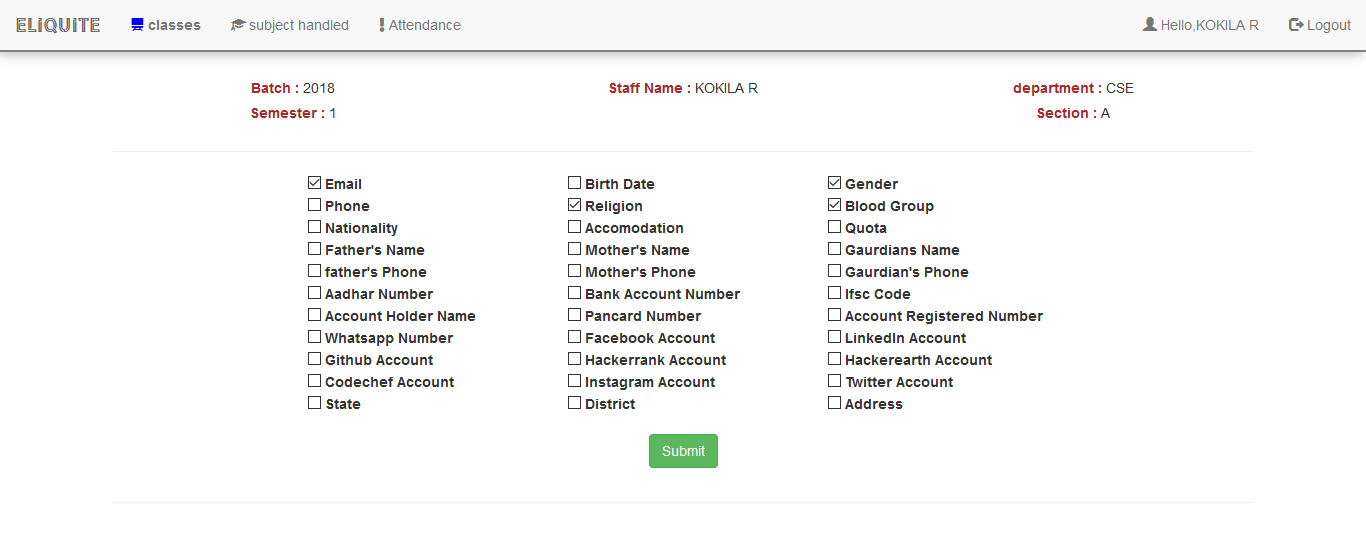 ELiQUiTE classes subject handled Attendance Hello,KOKILA R Logout
Batch : 2018 Staff Name : KOKILA R department : CSE
Semester : 1 Section : A
Email Birth Date Gender
Phone Religion Blood Group
Nationality Accomodation Quota
Father's Name Mother's Name Gaurdians Name
father's Phone Mother's Phone Gaurdian's Phone
Aadhar Number Bank Account Number Ifsc Code
Account Holder Name Pancard Number Account Registered Number
Whatsapp Number Facebook Account LinkedIn Account
Github Account Hackerrank Account Hackerearth Account
Codechef Account Instagram Account Twitter Account
State District Address
Submit